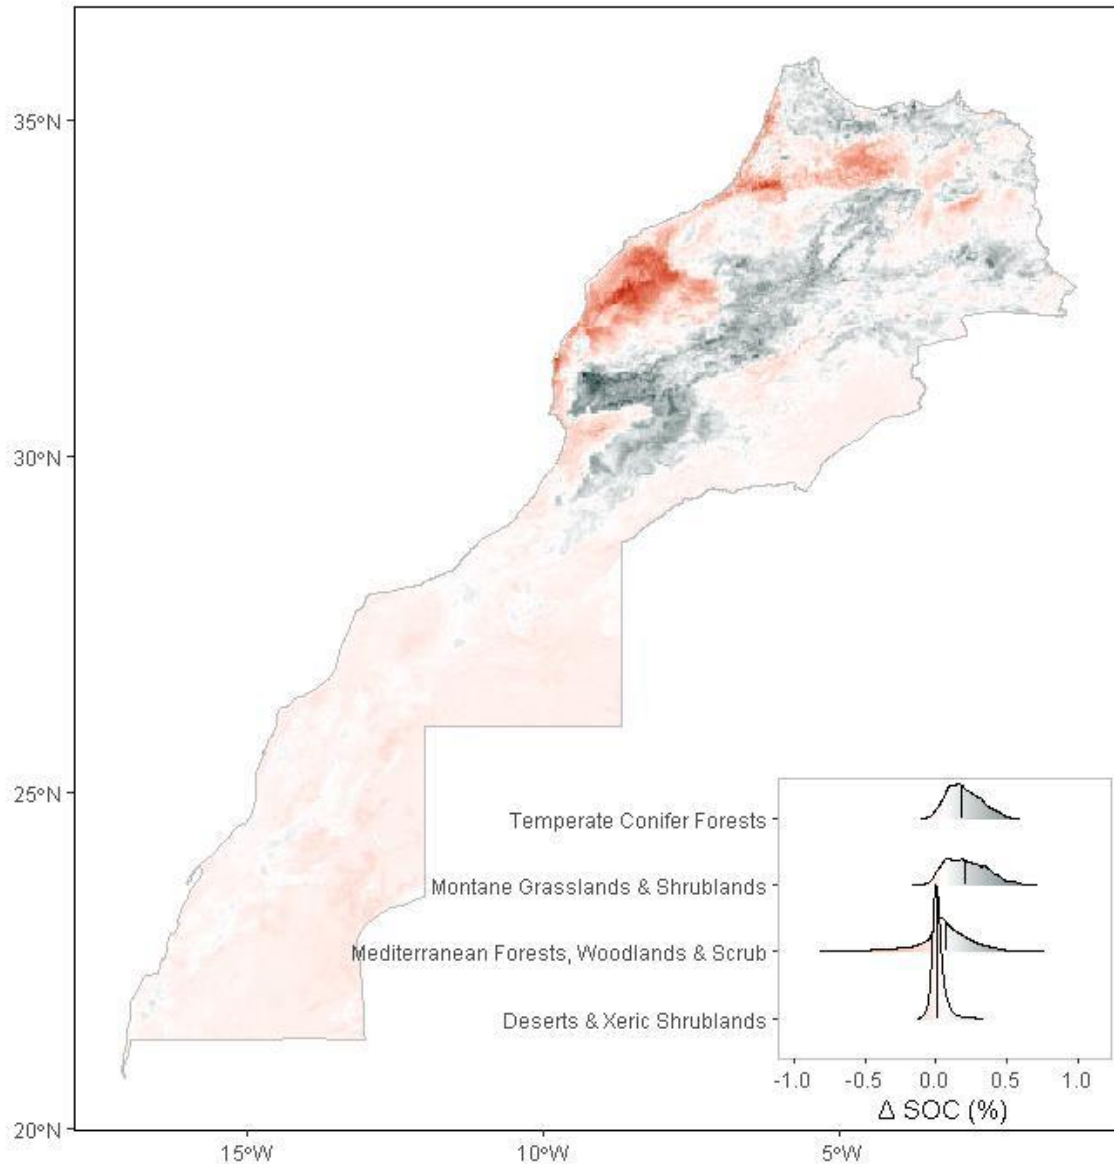 35°N
30°N
25°N
20°N
15°W
10°W
5°W
Temperate Conifer Forests
Montane Grasslands & Shrublands
Mediterranean Forests, Woodlands & Scrub
Deserts & Xeric Shrublands
-1.0 -0.5 0.0 0.5 1.0
Δ SOC (%)